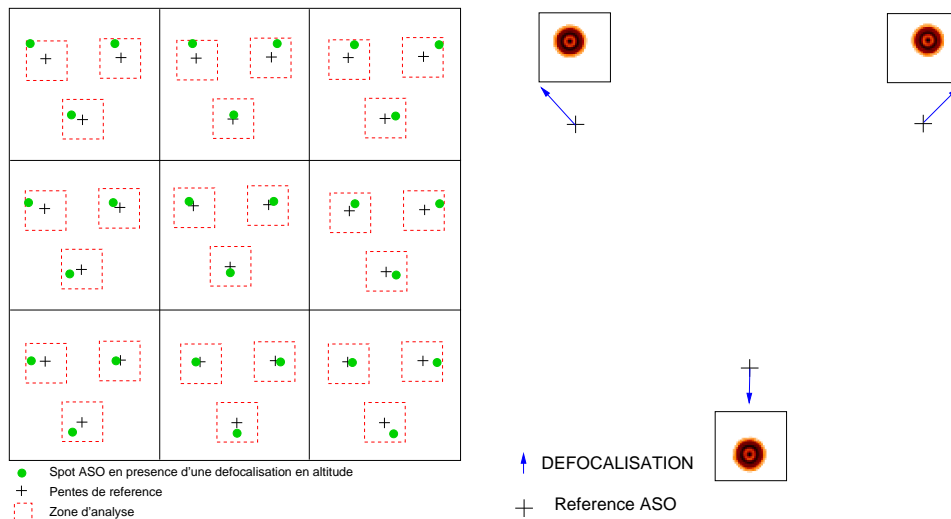 Spot ASO en presence d'une defocalisation en altitude
Pentes de reference
Zone d'analyse
DEFOCALISATION
Reference ASO